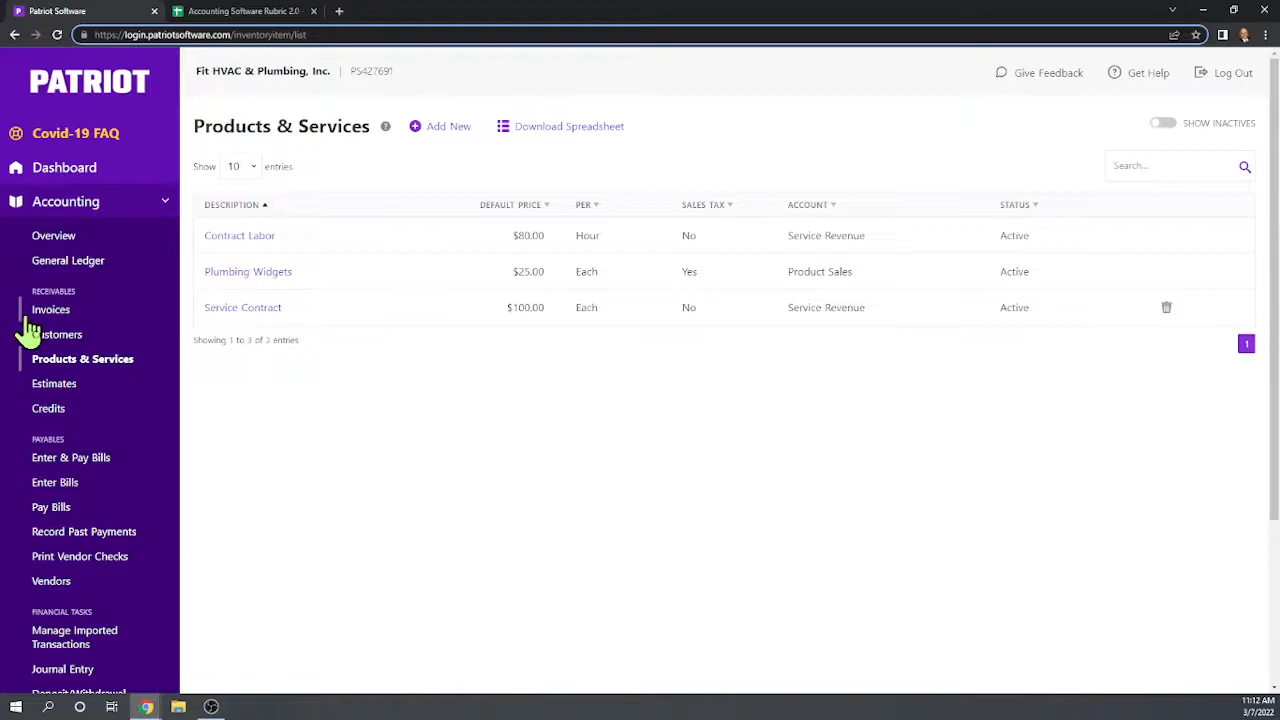 Patriot Software
Accounting Software Rubric 2.0
https://login.patriotsoftware.com/inventoryitem/list
PATRIOT
Covid-19 FAQ
Dashboard
Accounting
Overview
General Ledger
RECEIVABLES
Invoices
Customers
Products & Services
Estimates
Credits
PAYABLES
Enter & Pay Bills
Enter Bills
Pay Bills
Record Past Payments
Print Vendor Checks
Vendors
FINANCIAL TASKS
Manage Imported
Transactions
Journal Entry
Deposit/Withdrawal
Fit HVAC & Plumbing, Inc. | PS427691
Give Feedback
Get Help
Log Out
Products & Services
Add New
Download Spreadsheet
SHOW INACTIVES
Show 10 entries
Search...
DESCRIPTION DEFAULT PRICE PER SALES TAX ACCOUNT STATUS
Contract Labor $80.00 Hour No Service Revenue Active
Plumbing Widgets $25.00 Each Yes Product Sales Active
Service Contract $100.00 Each No Service Revenue Active
Showing 1 to 3 of 3 entries
1
11:12 AM
3/7/2022